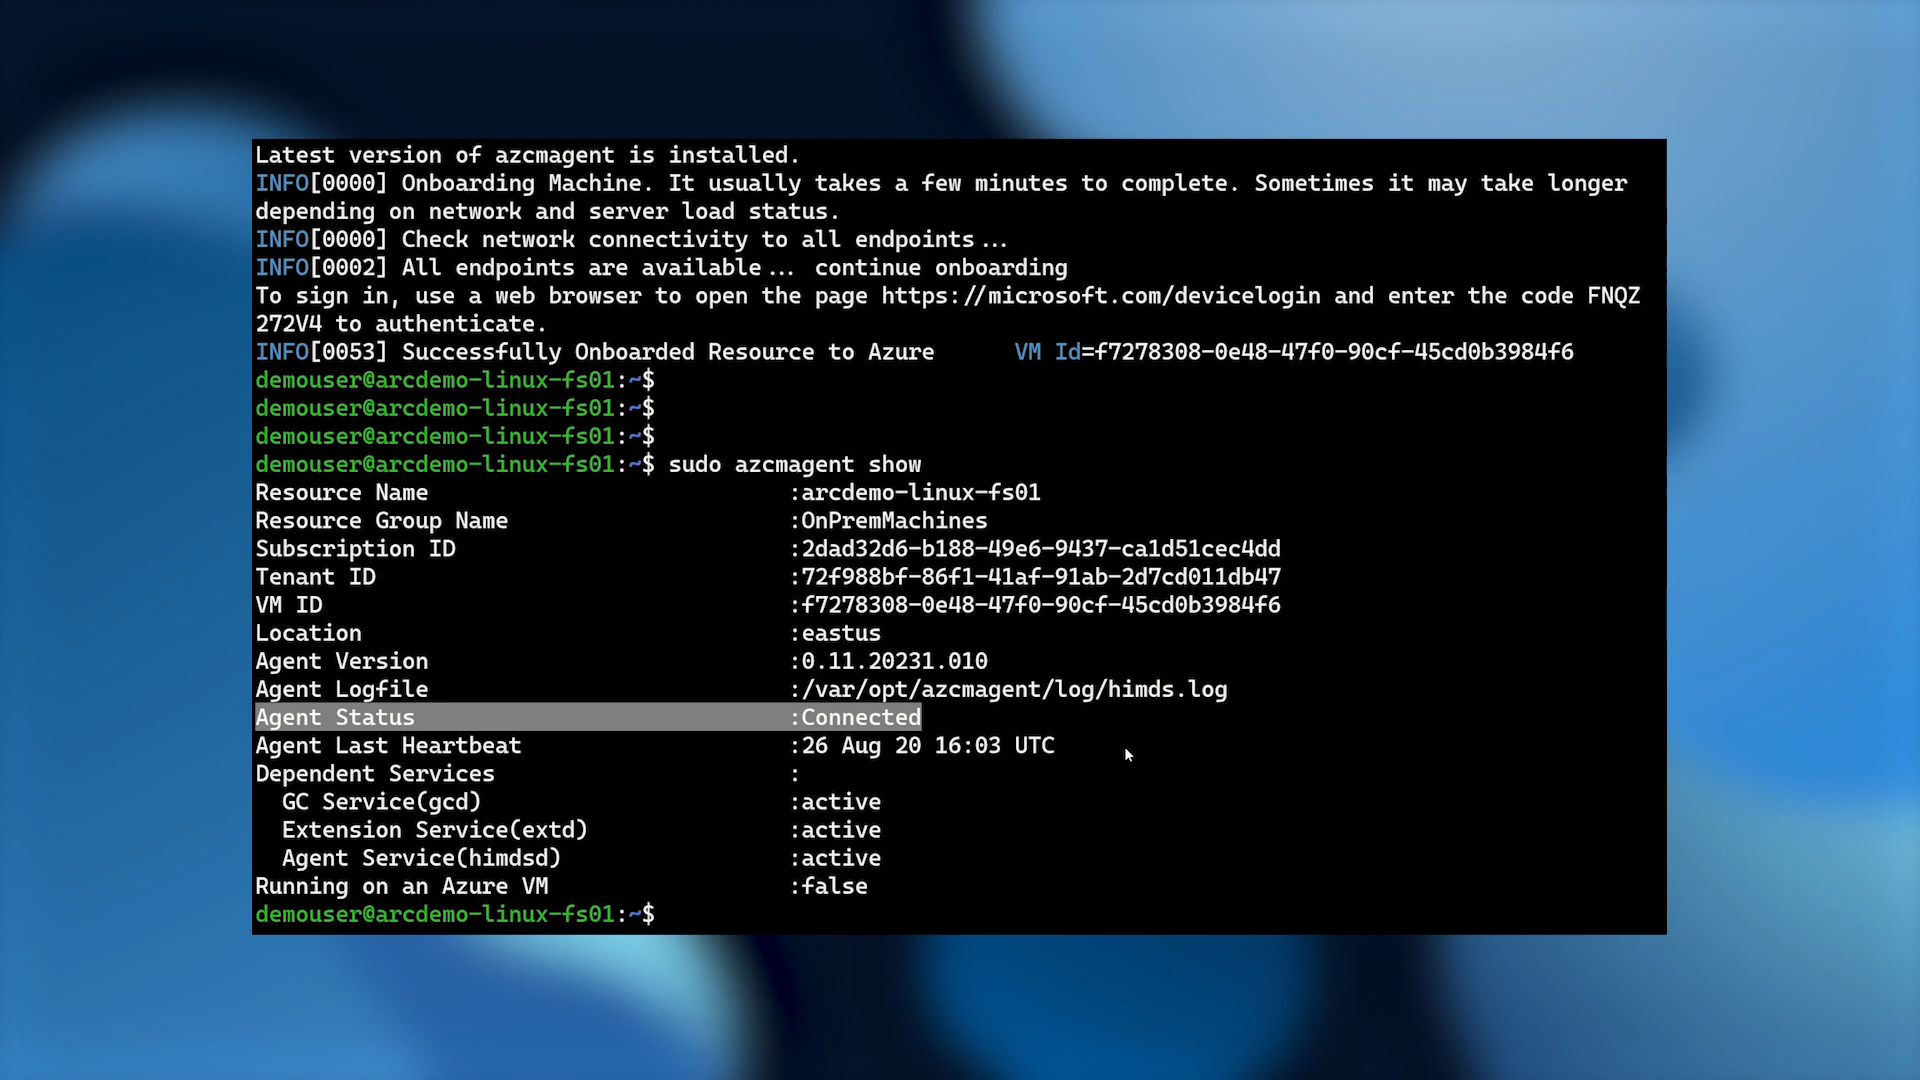 Latest version of azcmagent is installed.
INFO[0000] Onboarding Machine. It usually takes a few minutes to complete. Sometimes it may take longer
depending on network and server load status.
INFO[0000] Check network connectivity to all endpoints...
INFO[0002] All endpoints are available... continue onboarding
To sign in, use a web browser to open the page https://microsoft.com/devicelogin and enter the code FNQZ
272V4 to authenticate.
INFO[0053] Successfully Onboarded Resource to Azure      VM Id=f7278308-0e48-47f0-90cf-45cd0b3984f6
demouser@arcdemo-linux-fs01:~$
demouser@arcdemo-linux-fs01:~$
demouser@arcdemo-linux-fs01:~$
demouser@arcdemo-linux-fs01:~$ sudo azcmagent show
Resource Name                           :arcdemo-linux-fs01
Resource Group Name                     :OnPremMachines
Subscription ID                         :2dad32d6-b188-49e6-9437-ca1d51cec4dd
Tenant ID                               :72f988bf-86f1-41af-91ab-2d7cd011db47
VM ID                                   :f7278308-0e48-47f0-90cf-45cd0b3984f6
Location                                :eastus
Agent Version                           :0.11.20231.010
Agent Logfile                           :/var/opt/azcmagent/log/himds.log
Agent Status                            :Connected
Agent Last Heartbeat                    :26 Aug 20 16:03 UTC
Dependent Services                      :
  GC Service(gcd)                       :active
  Extension Service(extd)               :active
  Agent Service(himdsd)                 :active
Running on an Azure VM                  :false
demouser@arcdemo-linux-fs01:~$